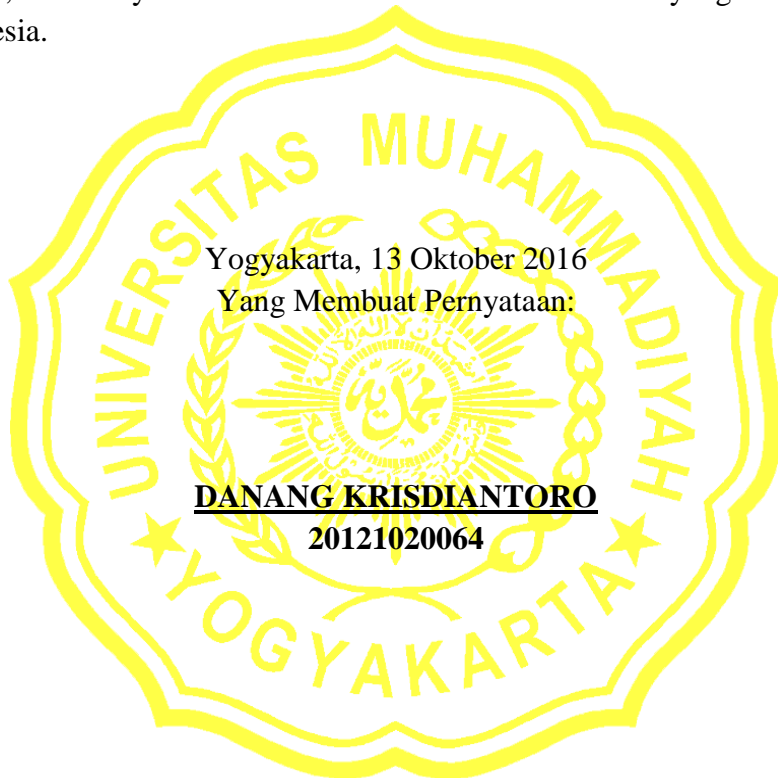 esia.
UNIVERSITAS MUHAMMADIYAH
Yogyakarta, 13 Oktober 2016
Yang Membuat Pernyataan:
DANANG KRISDIANTORO
20121020064
YOGYAKARTA